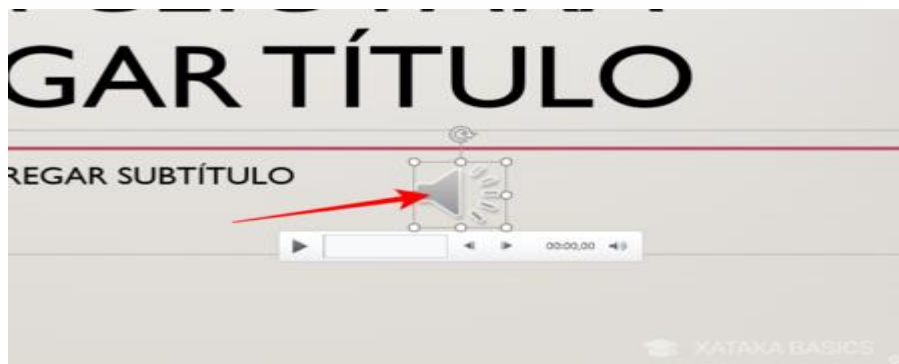 GAR TÍTULO
REGAR SUBTÍTULO
00:00,00
XATAKA BASICS